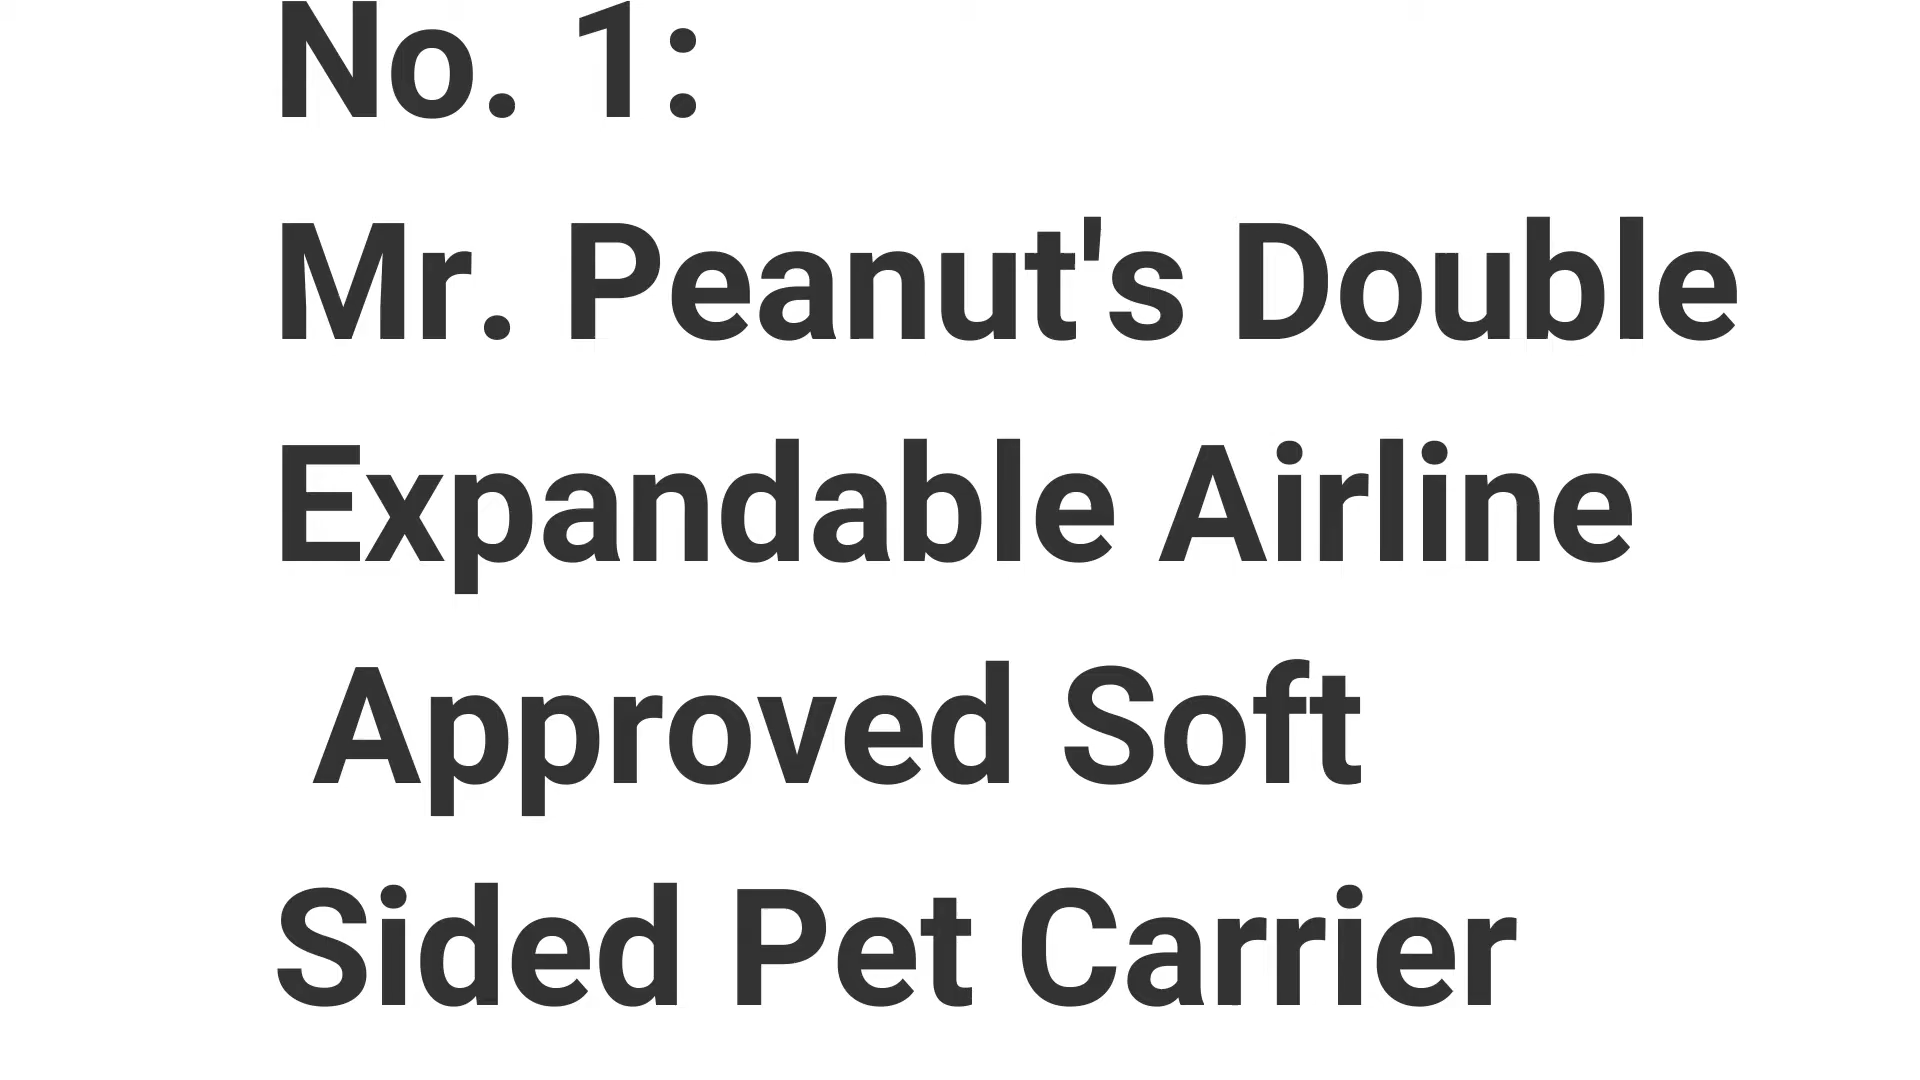 No. 1:
Mr. Peanut's Double
Expandable Airline
Approved Soft
Sided Pet Carrier